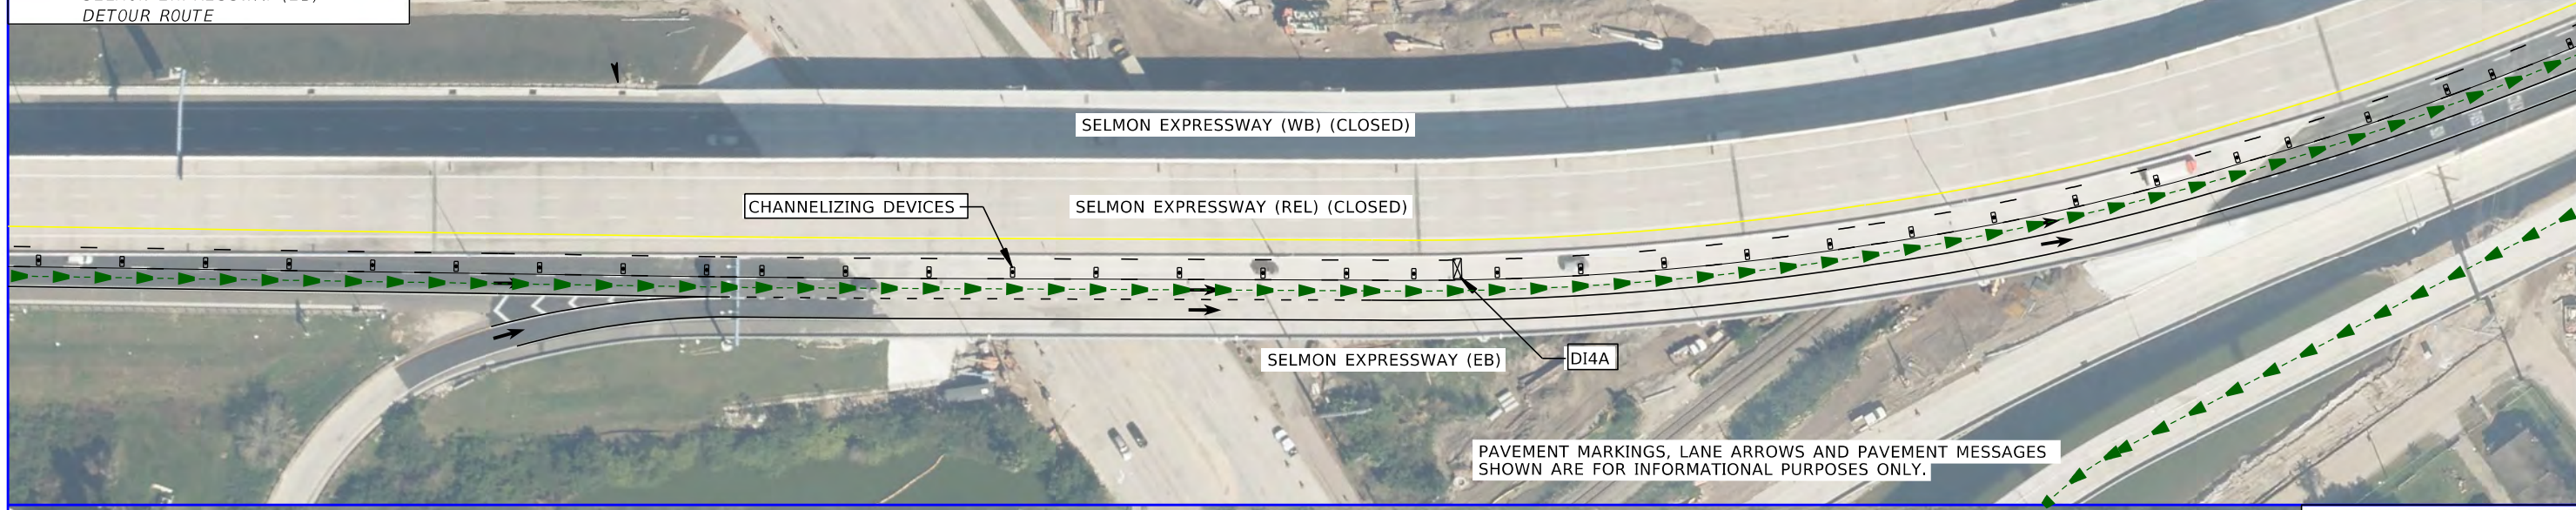 DETOUR ROUTE
SELMON EXPRESSWAY (WB) (CLOSED)
CHANNELIZING DEVICES
SELMON EXPRESSWAY (REL) (CLOSED)
SELMON EXPRESSWAY (EB)
DI4A
PAVEMENT MARKINGS, LANE ARROWS AND PAVEMENT MESSAGES
SHOWN ARE FOR INFORMATIONAL PURPOSES ONLY.